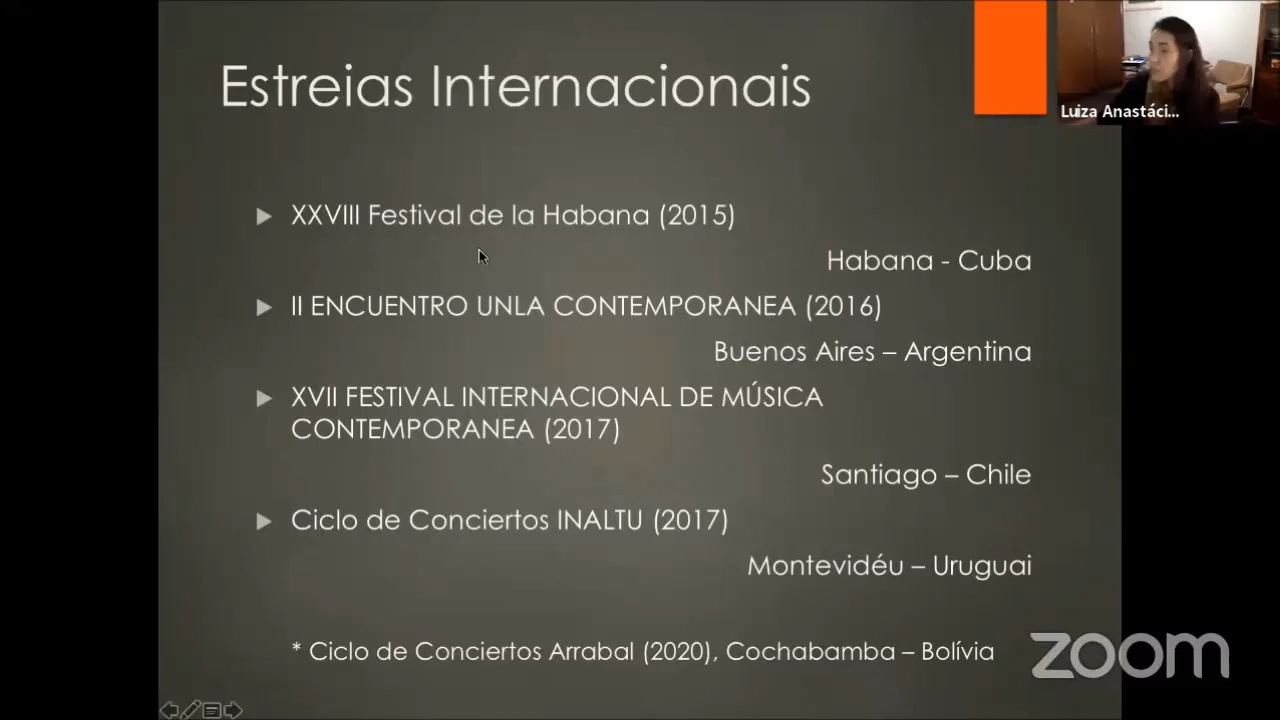 Estreias Internacionais
Luiza Anastáci...
XXVIII Festival de la Habana (2015)
Habana - Cuba
II ENCUENTRO UNLA CONTEMPORANEA (2016)
Buenos Aires – Argentina
XVII FESTIVAL INTERNACIONAL DE MÚSICA
CONTEMPORANEA (2017)
Santiago – Chile
Ciclo de Conciertos INALTU (2017)
Montevidéu – Uruguai
* Ciclo de Conciertos Arrabal (2020), Cochabamba – Bolívia
zoom